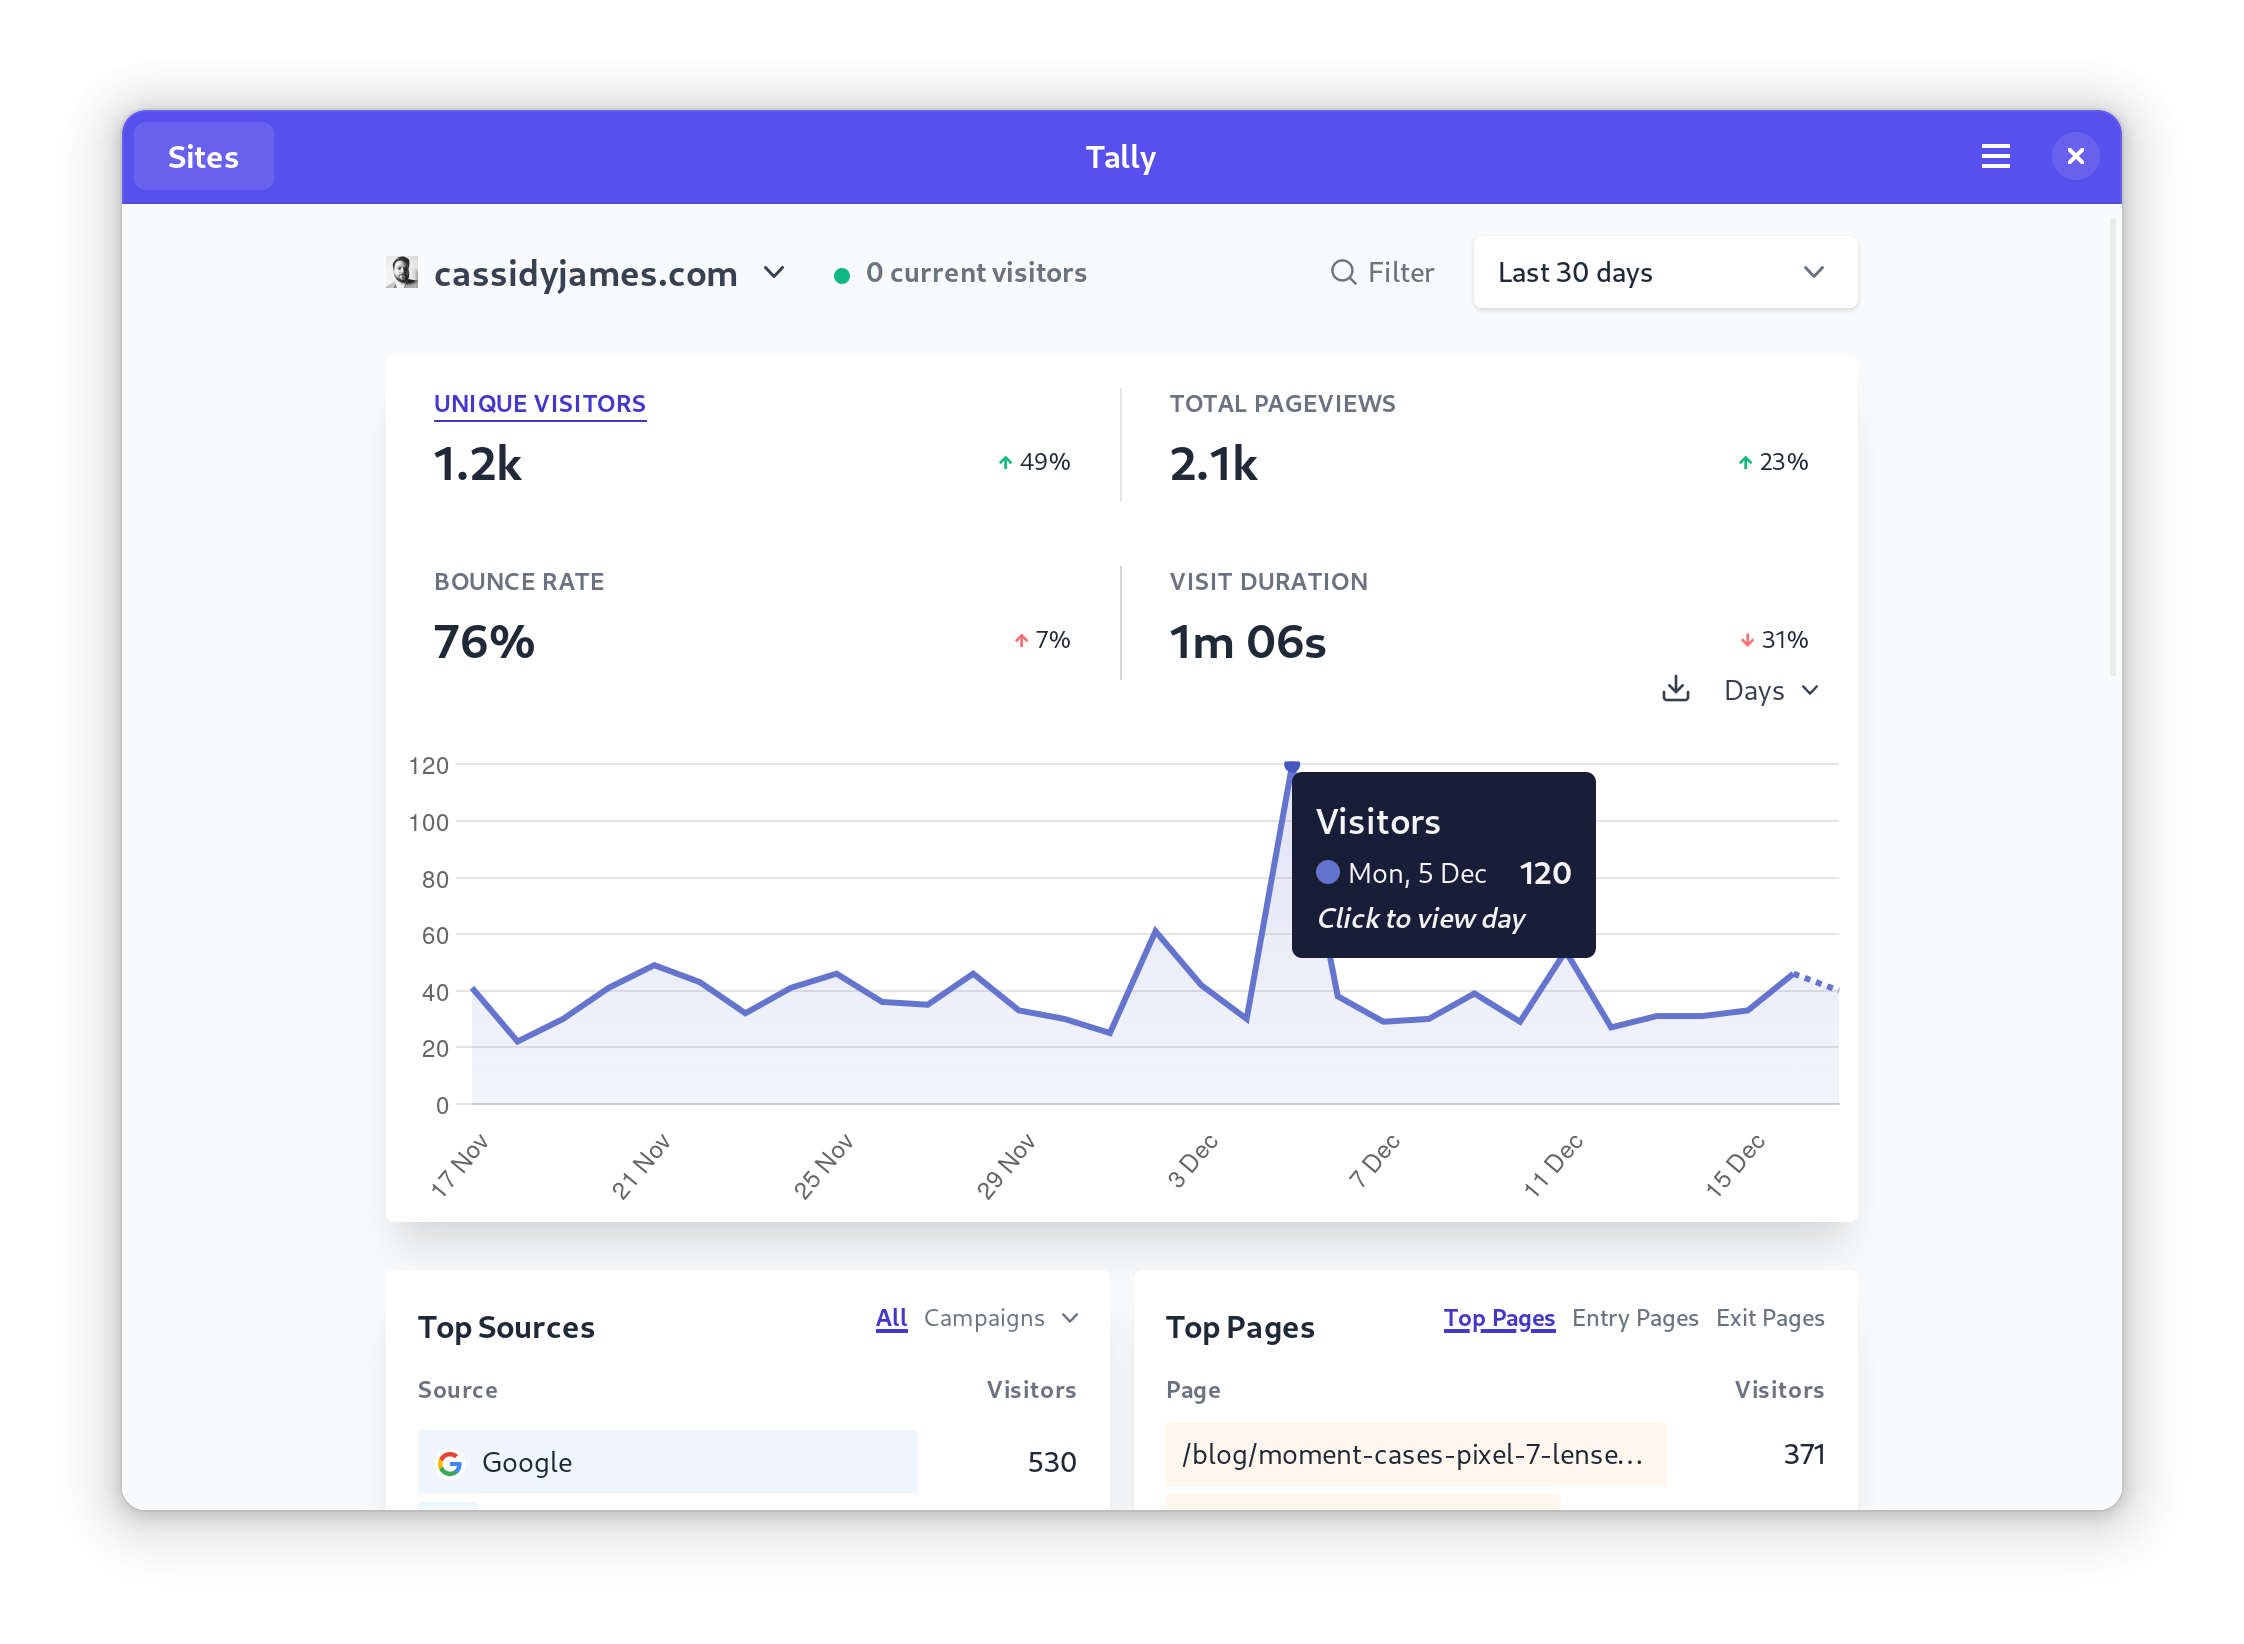 Sites
Tally
cassidyjames.com
0 current visitors
Filter
Last 30 days
UNIQUE VISITORS
1.2k
49%
TOTAL PAGEVIEWS
2.1k
23%
BOUNCE RATE
76%
7%
VISIT DURATION
1m 06s
31%
Days
120
100
80
60
40
20
0
Visitors
Mon, 5 Dec 120
Click to view day
17 Nov
21 Nov
25 Nov
29 Nov
3 Dec
7 Dec
11 Dec
15 Dec
Top Sources
All Campaigns
Source Visitors
Google 530
Top Pages
Top Pages Entry Pages Exit Pages
Page Visitors
/blog/moment-cases-pixel-7-lense... 371